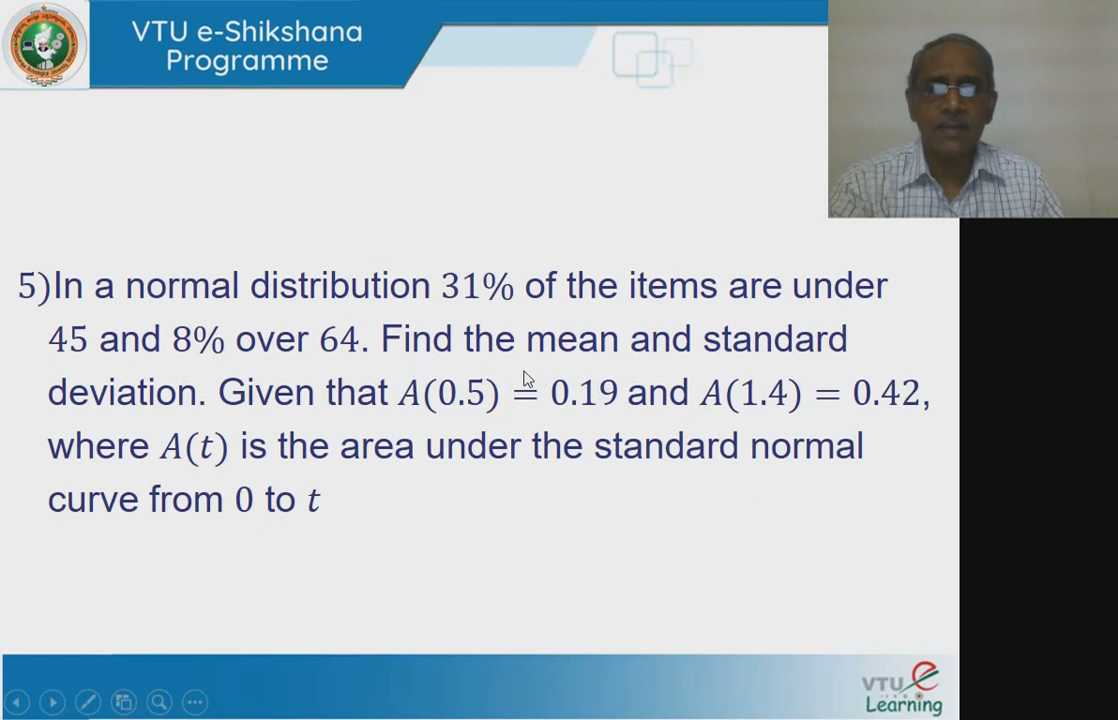 VTU e-Shikshana
Programme
5)In a normal distribution 31% of the items are under
45 and 8% over 64. Find the mean and standard
deviation. Given that A(0.5) = 0.19 and A(1.4) = 0.42,
where A(t) is the area under the standard normal
curve from 0 to t
VTU e
Learning